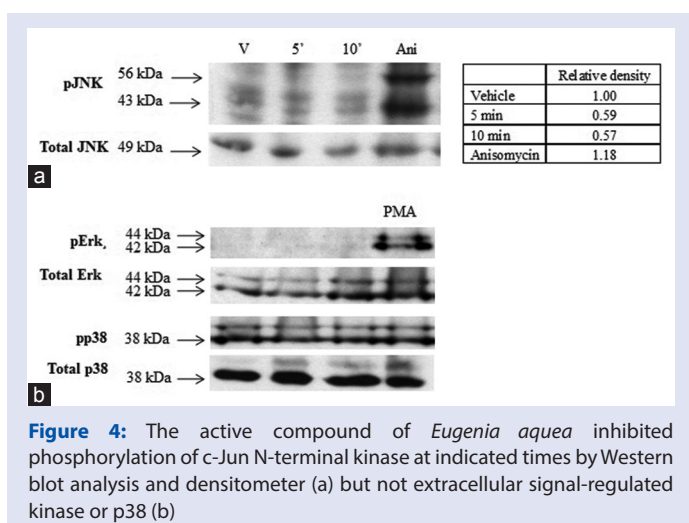 V 5’ 10’ Ani
pJNK
56 kDa
43 kDa
Total JNK 49 kDa
a
Relative density
Vehicle 1.00
5 min 0.59
10 min 0.57
Anisomycin 1.18
PMA
pErk.
44 kDa
42 kDa
Total Erk
44 kDa
42 kDa
pp38 38 kDa
Total p38
38 kDa
b
Figure 4: The active compound of Eugenia aquea inhibited
phosphorylation of c-Jun N-terminal kinase at indicated times by Western
blot analysis and densitometer (a) but not extracellular signal-regulated
kinase or p38 (b)